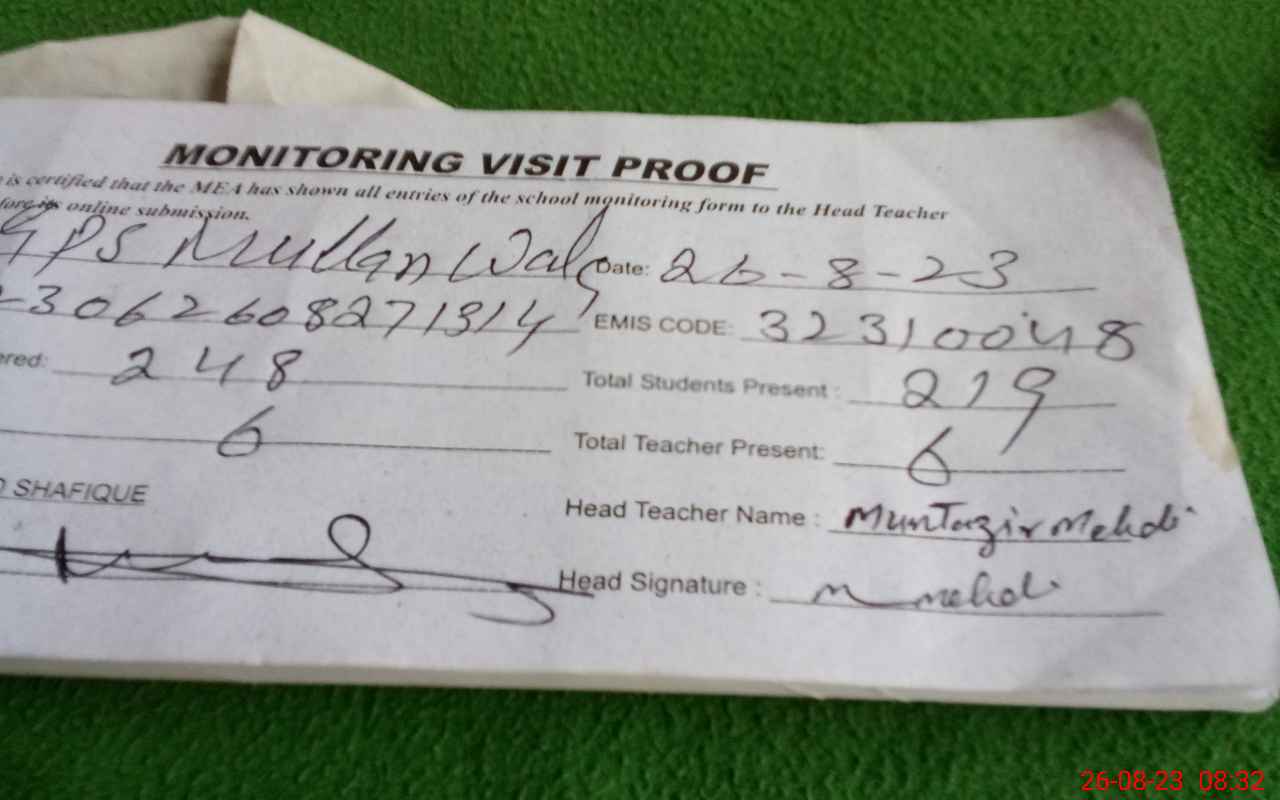 MONITORING VISIT PROOF
is certified that the MEA has shown all entries of the school monitoring form to the Head Teacher
fore its online submission.
GPS Mullan Wala Date: 26-8-23
23062608271314 EMIS CODE: 32310048
ered: 248 Total Students Present : 219
6 Total Teacher Present: 6
D SHAFIQUE Head Teacher Name : Muntazir Mehdi
Head Signature : m mehdi
26-08-23 08:32